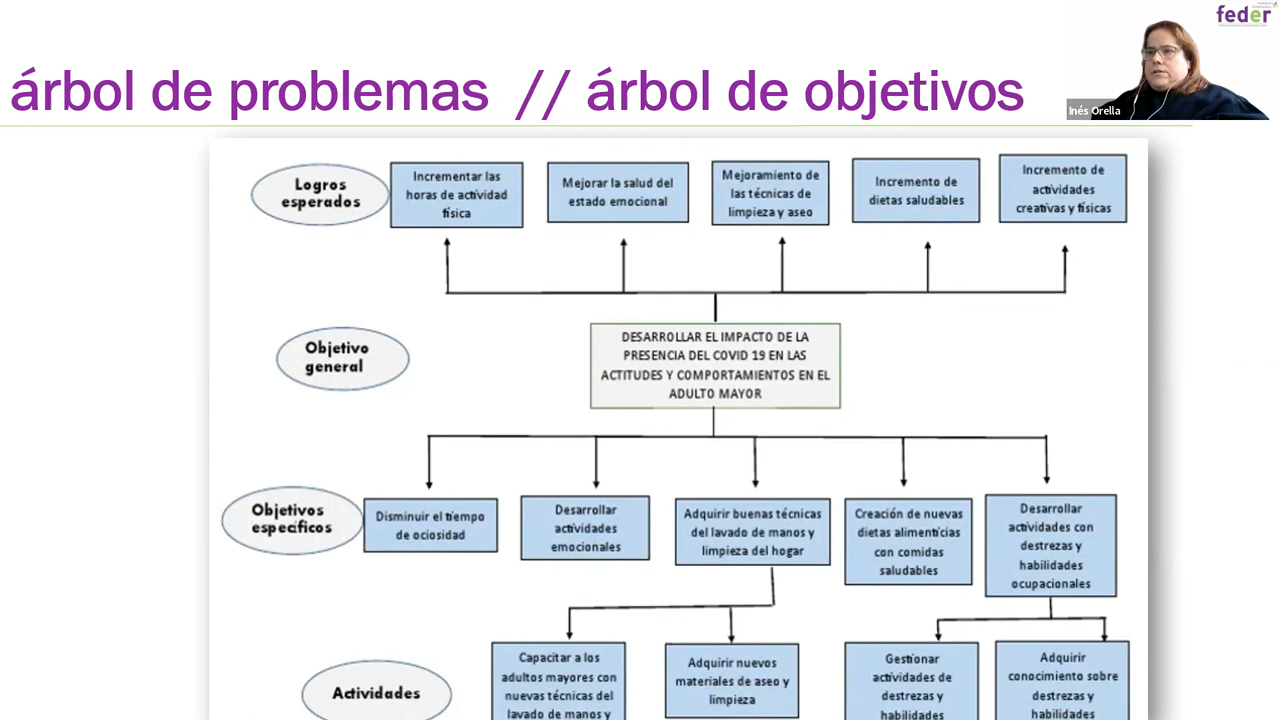 feder
árbol de problemas // árbol de objetivos
Inés Orella
Logros
esperados
Incrementar las
horas de actividad
física
Mejorar la salud del
estado emocional
Mejoramiento de
las técnicas de
limpieza y aseo
Incremento de
dietas saludables
Incremento de
actividades
creativas y físicas
Objetivo
general
DESARROLLAR EL IMPACTO DE LA
PRESENCIA DEL COVID 19 EN LAS
ACTITUDES Y COMPORTAMIENTOS EN EL
ADULTO MAYOR
Objetivos
específicos
Disminuir el tiempo
de ociosidad
Desarrollar
actividades
emocionales
Adquirir buenas técnicas
del lavado de manos y
limpieza del hogar
Creación de nuevas
dietas alimenticias
con comidas
saludables
Desarrollar
actividades con
destrezas y
habilidades
ocupacionales
Actividades
Capacitar a los
adultos mayores con
nuevas técnicas del
lavado de manos y
Adquirir nuevos
materiales de aseo y
limpieza
Gestionar
actividades de
destrezas y
habilidades
Adquirir
conocimiento sobre
destrezas y
habilidades